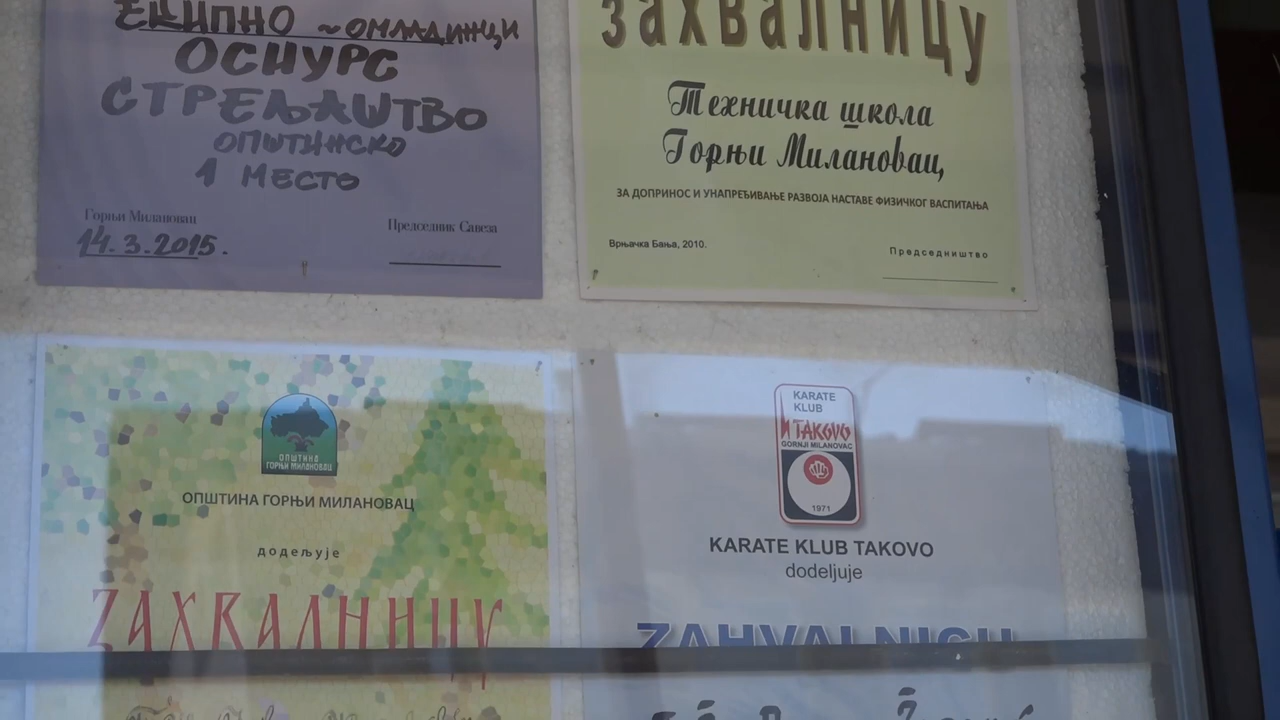 ЕКИПНО ~ОМЛАДИНЦИ
ОСНУРС
СТРЕЉАШТВО
ОПШТИНСКО
1 МЕСТО
Горњи Милановац
14.3.2015.
Председник Савеза
захвалницу
Техничка школа
Горњи Милановац
ЗА ДОПРИНОС И УНАПРЕЂИВАЊЕ РАЗВОЈА НАСТАВЕ ФИЗИЧКОГ ВАСПИТАЊА
Врњачка Бања, 2010.
Председништво
ОПШТИНА
ГОРЊИ МИЛАНОВАЦ
ОПШТИНА ГОРЊИ МИЛАНОВАЦ
додељује
ЗАХВАЛНИЦУ
KARATE
KLUB
TAKOVO
GORNJI MILANOVAC
1971
KARATE KLUB TAKOVO
dodeljuje
ZAHVALNICU